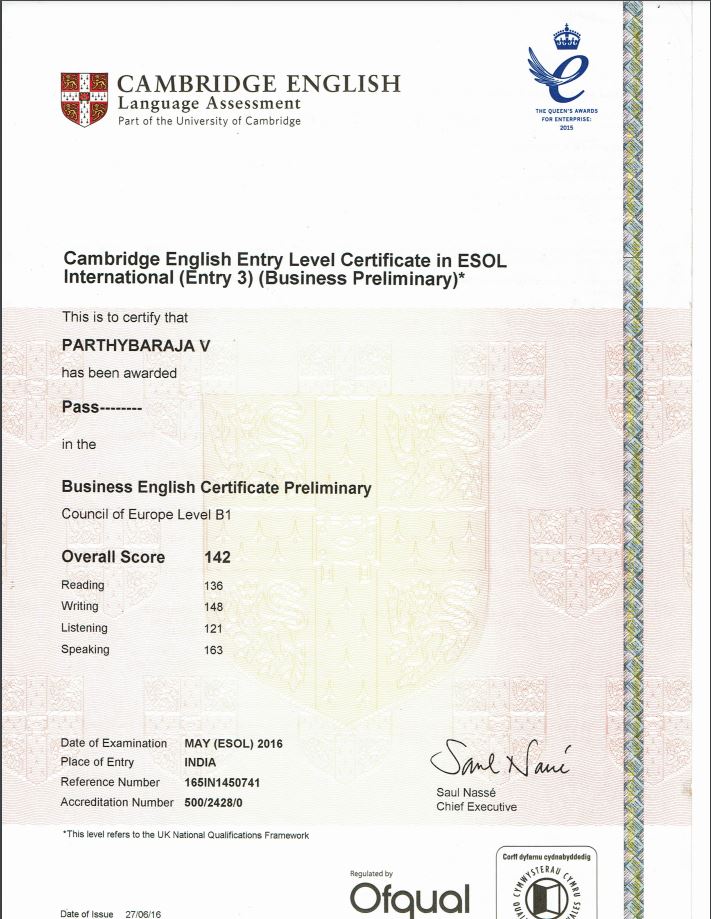 CAMBRIDGE ENGLISH
Language Assessment
Part of the University of Cambridge
THE QUEEN'S AWARDS
FOR ENTERPRISE:
2015
Cambridge English Entry Level Certificate in ESOL
International (Entry 3) (Business Preliminary)*
This is to certify that
PARTHYBARAJA V
has been awarded
Pass--------
in the
Business English Certificate Preliminary
Council of Europe Level B1
Overall Score 142
Reading 136
Writing 148
Listening 121
Speaking 163
Date of Examination MAY (ESOL) 2016
Place of Entry INDIA
Reference Number 165IN1450741
Accreditation Number 500/2428/0
Saul Nassé
Saul Nassé
Chief Executive
*This level refers to the UK National Qualifications Framework
Date of Issue 27/06/16
Regulated by
Ofqual
Corff dyfarnu cydnabyddedig
CYMWYSTERAU CYMRU